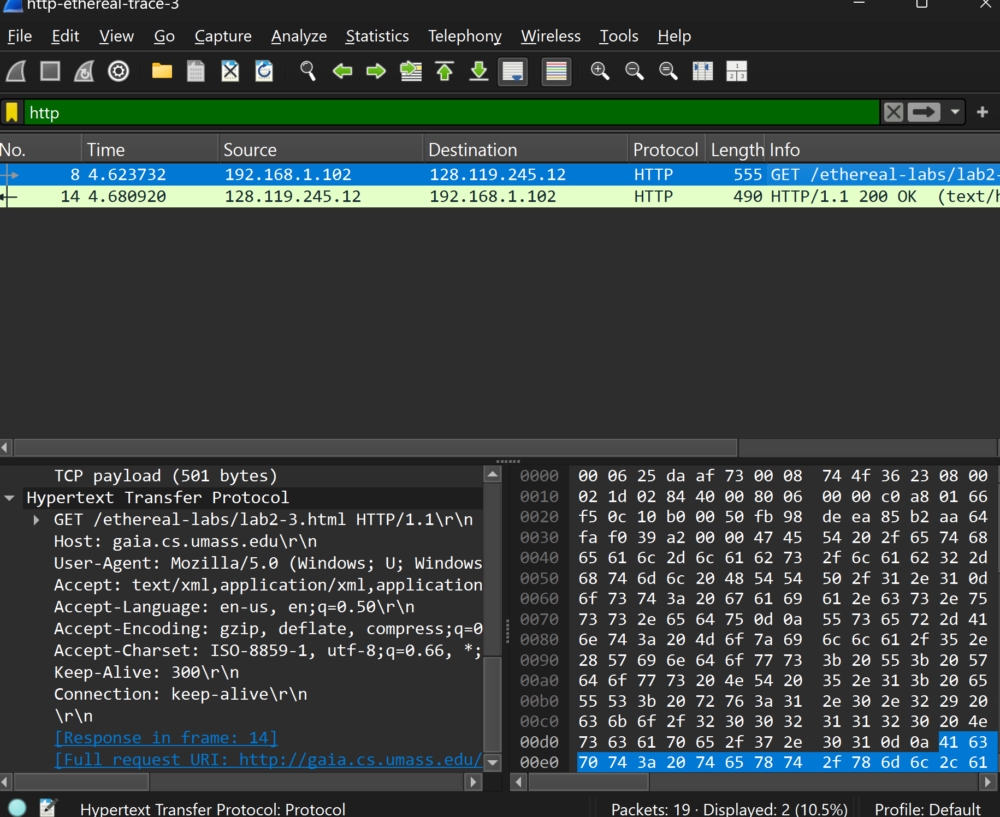 http-ethereal-trace-3
File Edit View Go Capture Analyze Statistics Telephony Wireless Tools Help
http
No. Time Source Destination Protocol Length Info
8 4.623732 192.168.1.102 128.119.245.12 HTTP 555 GET /ethereal-labs/lab2-
14 4.680920 128.119.245.12 192.168.1.102 HTTP 490 HTTP/1.1 200 OK (text/h
TCP payload (501 bytes)
Hypertext Transfer Protocol
GET /ethereal-labs/lab2-3.html HTTP/1.1\r\n
Host: gaia.cs.umass.edu\r\n
User-Agent: Mozilla/5.0 (Windows; U; Windows
Accept: text/xml,application/xml,application
Accept-Language: en-us, en;q=0.50\r\n
Accept-Encoding: gzip, deflate, compress;q=0
Accept-Charset: ISO-8859-1, utf-8;q=0.66, *;
Keep-Alive: 300\r\n
Connection: keep-alive\r\n
\r\n
[Response in frame: 14]
[Full request URI: http://gaia.cs.umass.edu/
0000 00 06 25 da af 73 00 08 74 4f 36 23 08 00
0010 02 1d 02 84 40 00 80 06 00 00 c0 a8 01 66
0020 f5 0c 10 b0 00 50 fb 98 de ea 85 b2 aa 64
0030 fa f0 39 a2 00 00 47 45 54 20 2f 65 74 68
0040 65 61 6c 2d 6c 61 62 73 2f 6c 61 62 32 2d
0050 68 74 6d 6c 20 48 54 54 50 2f 31 2e 31 0d
0060 6f 73 74 3a 20 67 61 69 61 2e 63 73 2e 75
0070 73 73 2e 65 64 75 0d 0a 55 73 65 72 2d 41
0080 6e 74 3a 20 4d 6f 7a 69 6c 6c 61 2f 35 2e
0090 28 57 69 6e 64 6f 77 73 3b 20 55 3b 20 57
00a0 64 6f 77 73 20 4e 54 20 35 2e 31 3b 20 65
00b0 55 53 3b 20 72 76 3a 31 2e 30 2e 32 29 20
00c0 63 6b 6f 2f 32 30 30 32 31 31 32 30 20 4e
00d0 73 63 61 70 65 2f 37 2e 30 31 0d 0a 41 63
00e0 70 74 3a 20 74 65 78 74 2f 78 6d 6c 2c 61
Hypertext Transfer Protocol: Protocol
Packets: 19 · Displayed: 2 (10.5%)
Profile: Default